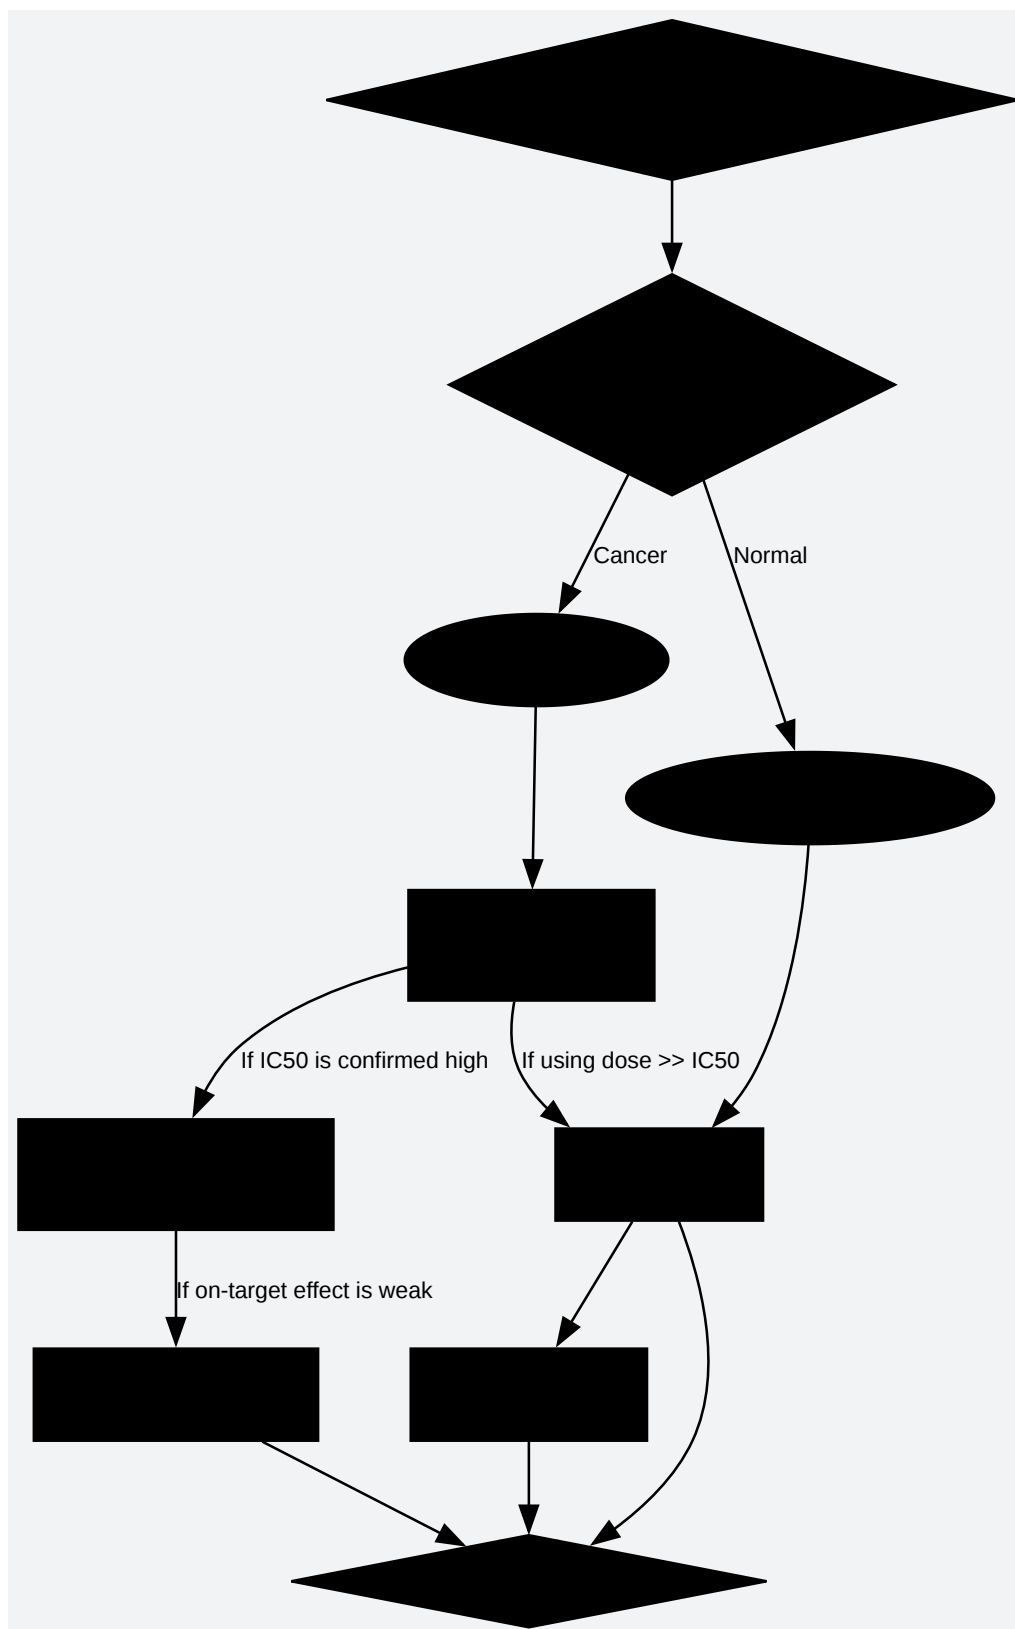 Cancer
Normal
If IC50 is confirmed high
If using dose >> IC50
If on-target effect is weak